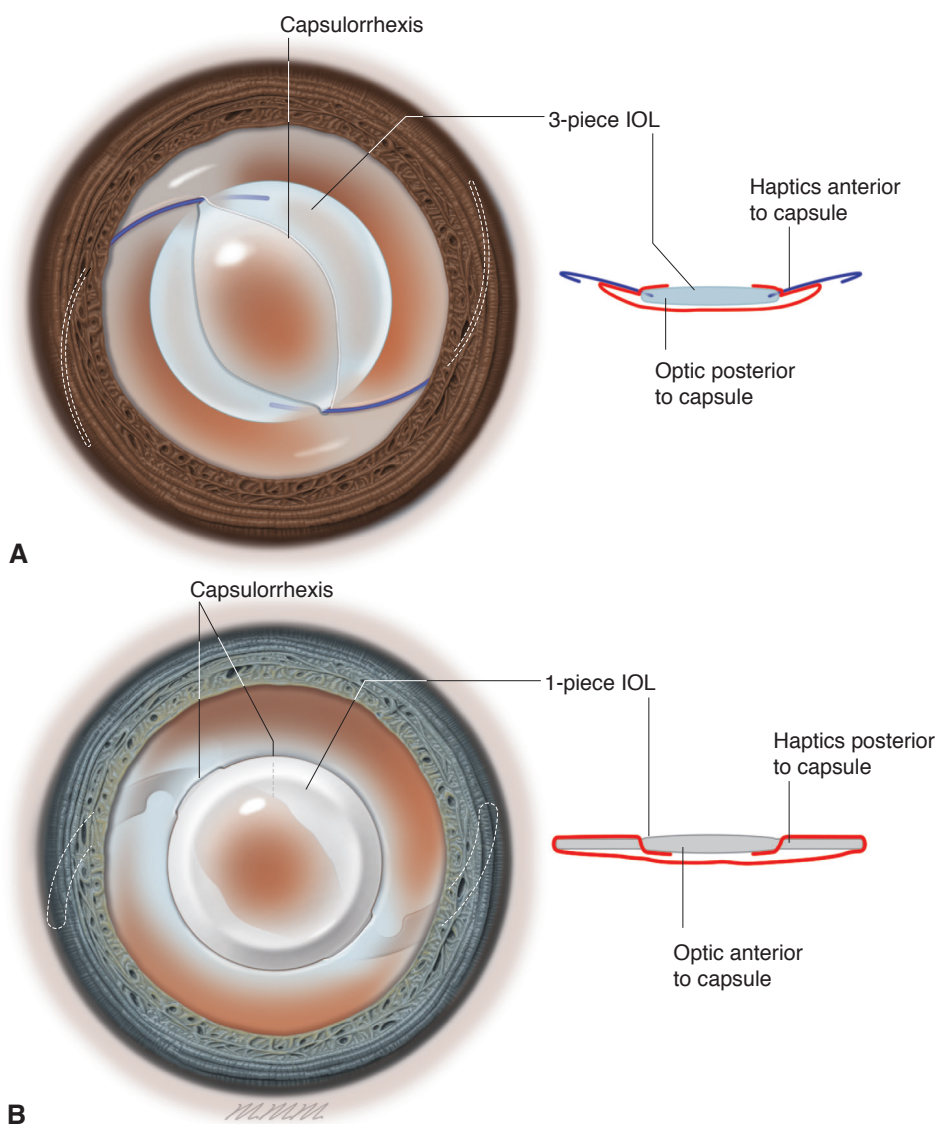 Capsulorrhexis
3-piece IOL
Haptics anterior
to capsule
Optic posterior
to capsule
A
Capsulorrhexis
1-piece IOL
Haptics posterior
to capsule
Optic anterior
to capsule
B